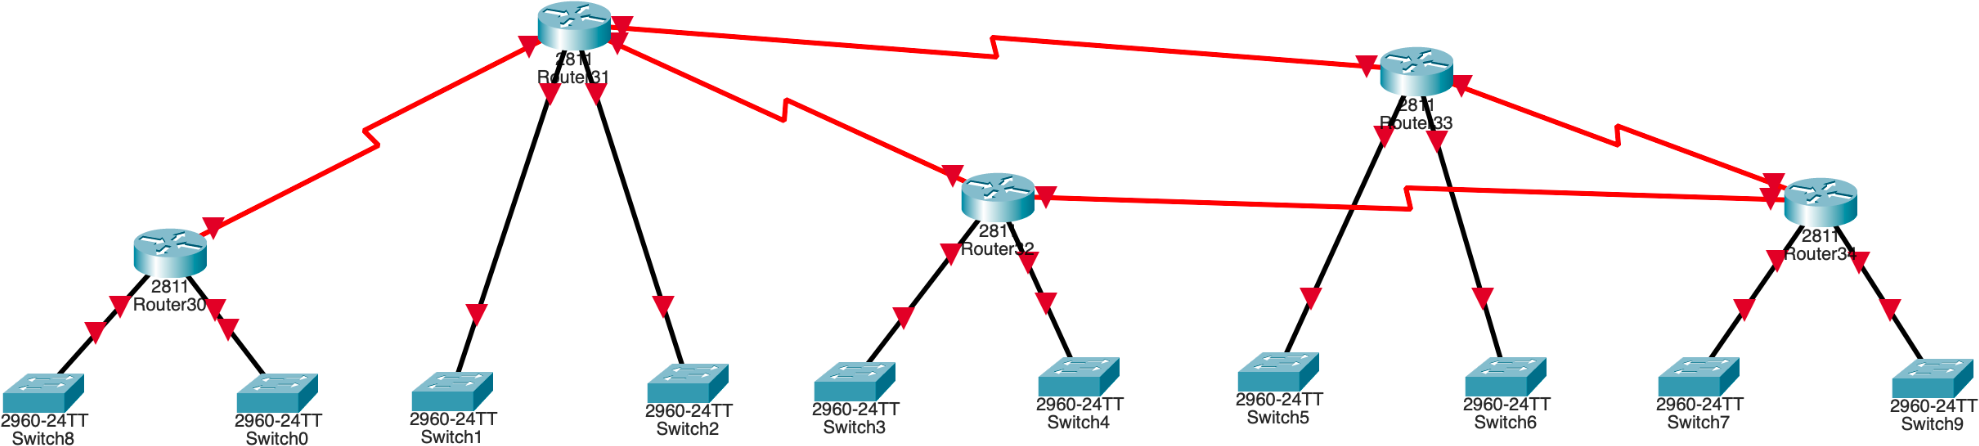 2811
Router31
2811
Router33
281
Router32
2811
Router34
2811
Router30
2960-24TT
Switch8
2960-24TT
Switch0
2960-24TT
Switch1
2960-24TT
Switch2
2960-24TT
Switch3
2960-24TT
Switch4
2960-24TT
Switch5
2960-24TT
Switch6
2960-24TT
Switch7
2960-24TT
Switch9